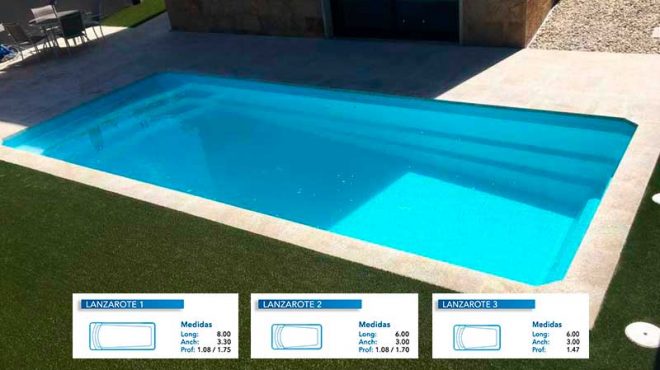 LANZAROTE 1
Medidas
Long: 8.00
Anch: 3.30
Prof: 1.08 / 1.75
LANZAROTE 2
Medidas
Long: 6.00
Anch: 3.00
Prof: 1.08 / 1.70
LANZAROTE 3
Medidas
Long: 6.00
Anch: 3.00
Prof: 1.47